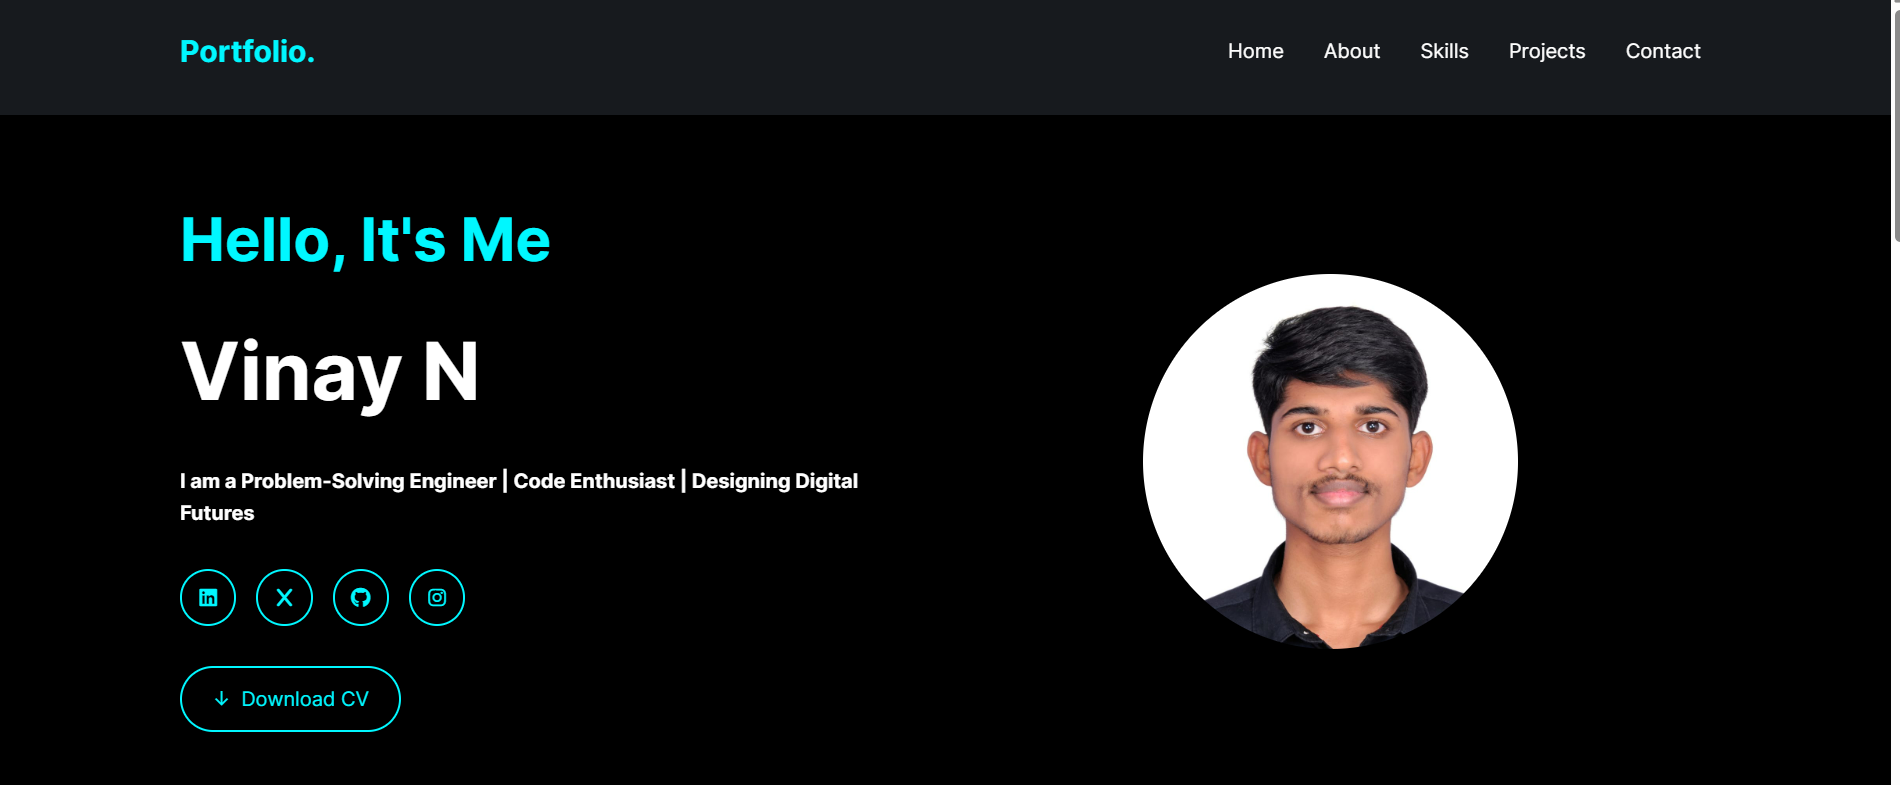 Portfolio.
Home About Skills Projects Contact
Hello, It's Me
Vinay N
I am a Problem-Solving Engineer | Code Enthusiast | Designing Digital
Futures
Download CV